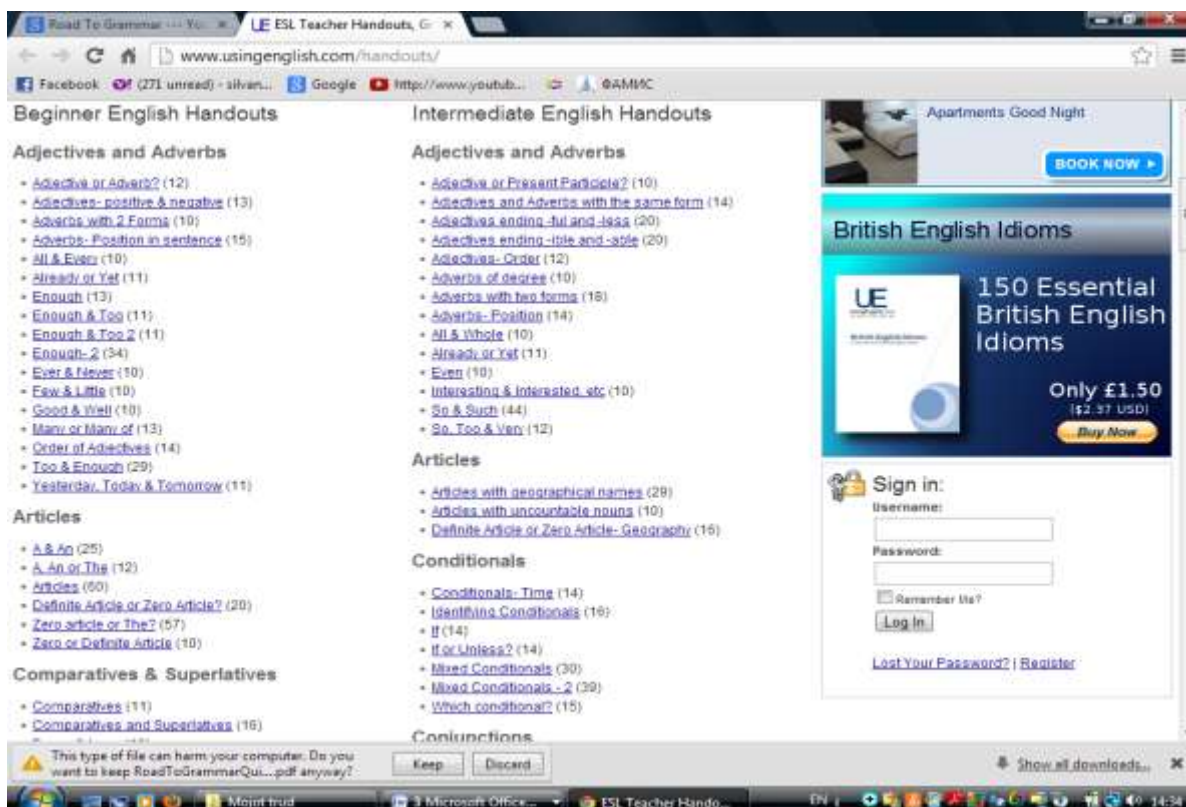 Road To Grammar --- Yo
UE ESL Teacher Handouts, G
www.usingenglish.com/handouts/
Facebook
(271 unread) - silvan...
Google
http://www.youtub...
ФАМИС
Beginner English Handouts
Adjectives and Adverbs
Adjective or Adverb? (12)
Adjectives- positive & negative (13)
Adverbs with 2 Forms (10)
Adverbs- Position in sentence (15)
All & Every (10)
Already or Yet (11)
Enough (13)
Enough & Too (11)
Enough & Too 2 (11)
Enough- 2 (34)
Ever & Never (10)
Few & Little (10)
Good & Well (10)
Many or Many of (13)
Order of Adjectives (14)
Too & Enough (29)
Yesterday, Today & Tomorrow (11)
Articles
A & An (25)
A, An or The (12)
Articles (60)
Definite Article or Zero Article? (20)
Zero article or The? (57)
Zero or Definite Article (10)
Comparatives & Superlatives
Comparatives (11)
Comparatives and Superlatives (16)
Intermediate English Handouts
Adjectives and Adverbs
Adjective or Present Participle? (10)
Adjectives and Adverbs with the same form (14)
Adjectives ending -ful and -less (20)
Adjectives ending -ible and -able (20)
Adjectives- Order (12)
Adverbs of degree (10)
Adverbs with two forms (18)
Adverbs- Position (14)
All & Whole (10)
Already or Yet (11)
Even (10)
Interesting & Interested, etc (10)
So & Such (44)
So, Too & Very (12)
Articles
Articles with geographical names (29)
Articles with uncountable nouns (10)
Definite Article or Zero Article- Geography (16)
Conditionals
Conditionals- Time (14)
Identifying Conditionals (16)
If (14)
If or Unless? (14)
Mixed Conditionals (30)
Mixed Conditionals - 2 (39)
Which conditional? (15)
Conjunctions
Apartments Good Night
BOOK NOW
British English Idioms
UE
150 Essential
British English
Idioms
Only £1.50
($2.37 USD)
Buy Now
Sign in:
Username:
Password:
Remember Me?
Log In
Lost Your Password? | Register
This type of file can harm your computer. Do you
want to keep RoadToGrammarQui....pdf anyway?
Keep
Discard
Show all downloads...
Mojot trud
3 Microsoft Office...
ESL Teacher Hando...
EN
14:34